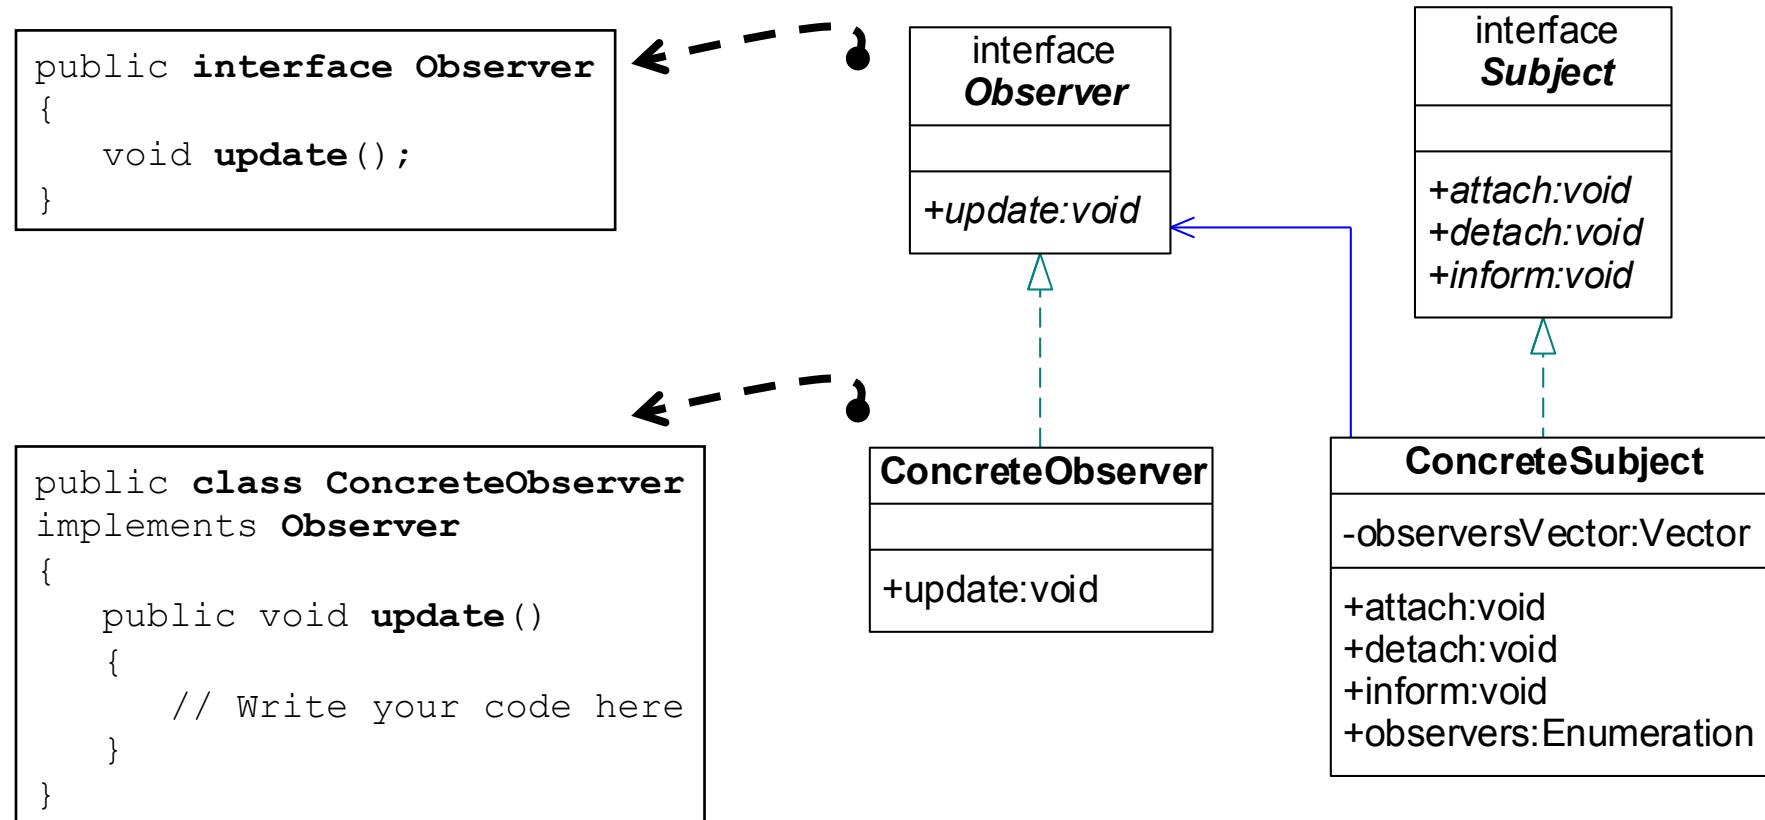 public interface Observer
{
void update();
}
public class ConcreteObserver
implements Observer
{
public void update()
{
// Write your code here
}
}
interface
Observer
+update:void
interface
Subject
+attach:void
+detach:void
+inform:void
ConcreteObserver
+update:void
ConcreteSubject
-observersVector:Vector
+attach:void
+detach:void
+inform:void
+observers:Enumeration